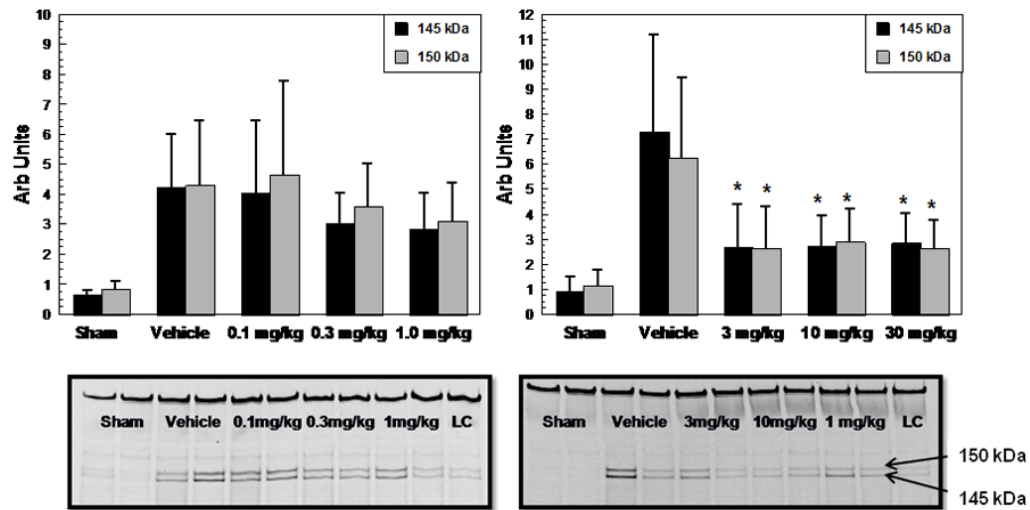 10
9
8
7
6
5
4
3
2
1
0
Arb Units
145 kDa
150 kDa
Sham Vehicle 0.1 mg/kg 0.3 mg/kg 1.0 mg/kg
12
11
10
9
8
7
6
5
4
3
2
1
0
Arb Units
145 kDa
150 kDa
* * * * * *
Sham Vehicle 3 mg/kg 10 mg/kg 30 mg/kg
Sham Vehicle 0.1mg/kg 0.3mg/kg 1mg/kg LC
Sham Vehicle 3mg/kg 10mg/kg 1 mg/kg LC
150 kDa
145 kDa